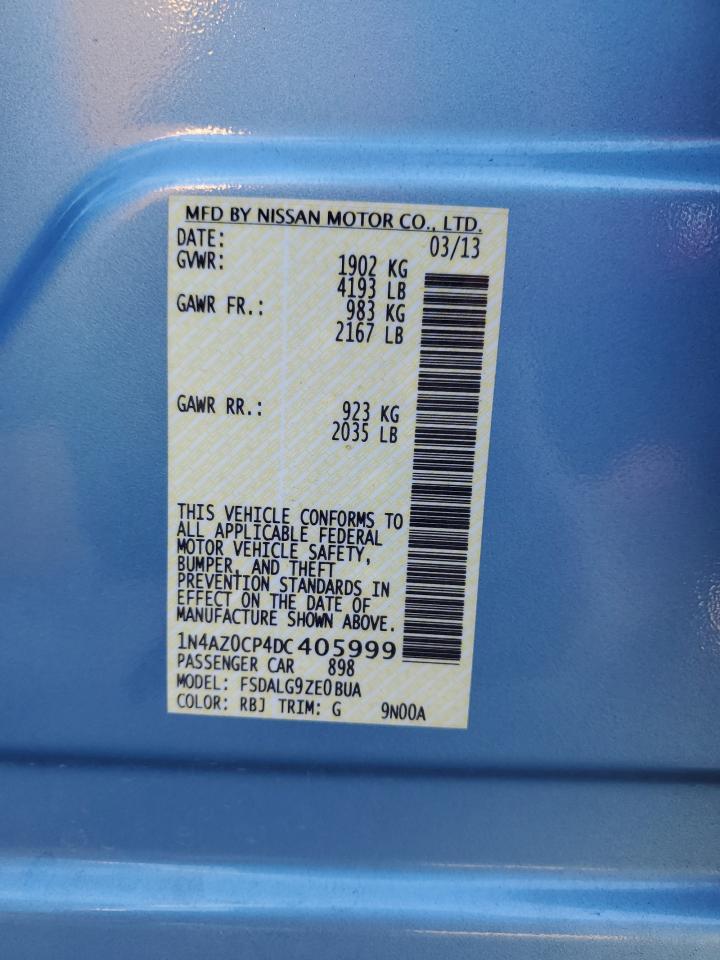 MFD BY NISSAN MOTOR CO., LTD.
DATE: 03/13
GVWR: 1902 KG
4193 LB
GAWR FR.: 983 KG
2167 LB
GAWR RR.: 923 KG
2035 LB
THIS VEHICLE CONFORMS TO
ALL APPLICABLE FEDERAL
MOTOR VEHICLE SAFETY,
BUMPER, AND THEFT
PREVENTION STANDARDS IN
EFFECT ON THE DATE OF
MANUFACTURE SHOWN ABOVE.
1N4AZ0CP4DC405999
PASSENGER CAR 898
MODEL: FSDALG9ZE0BUA
COLOR: RBJ TRIM: G 9N00A